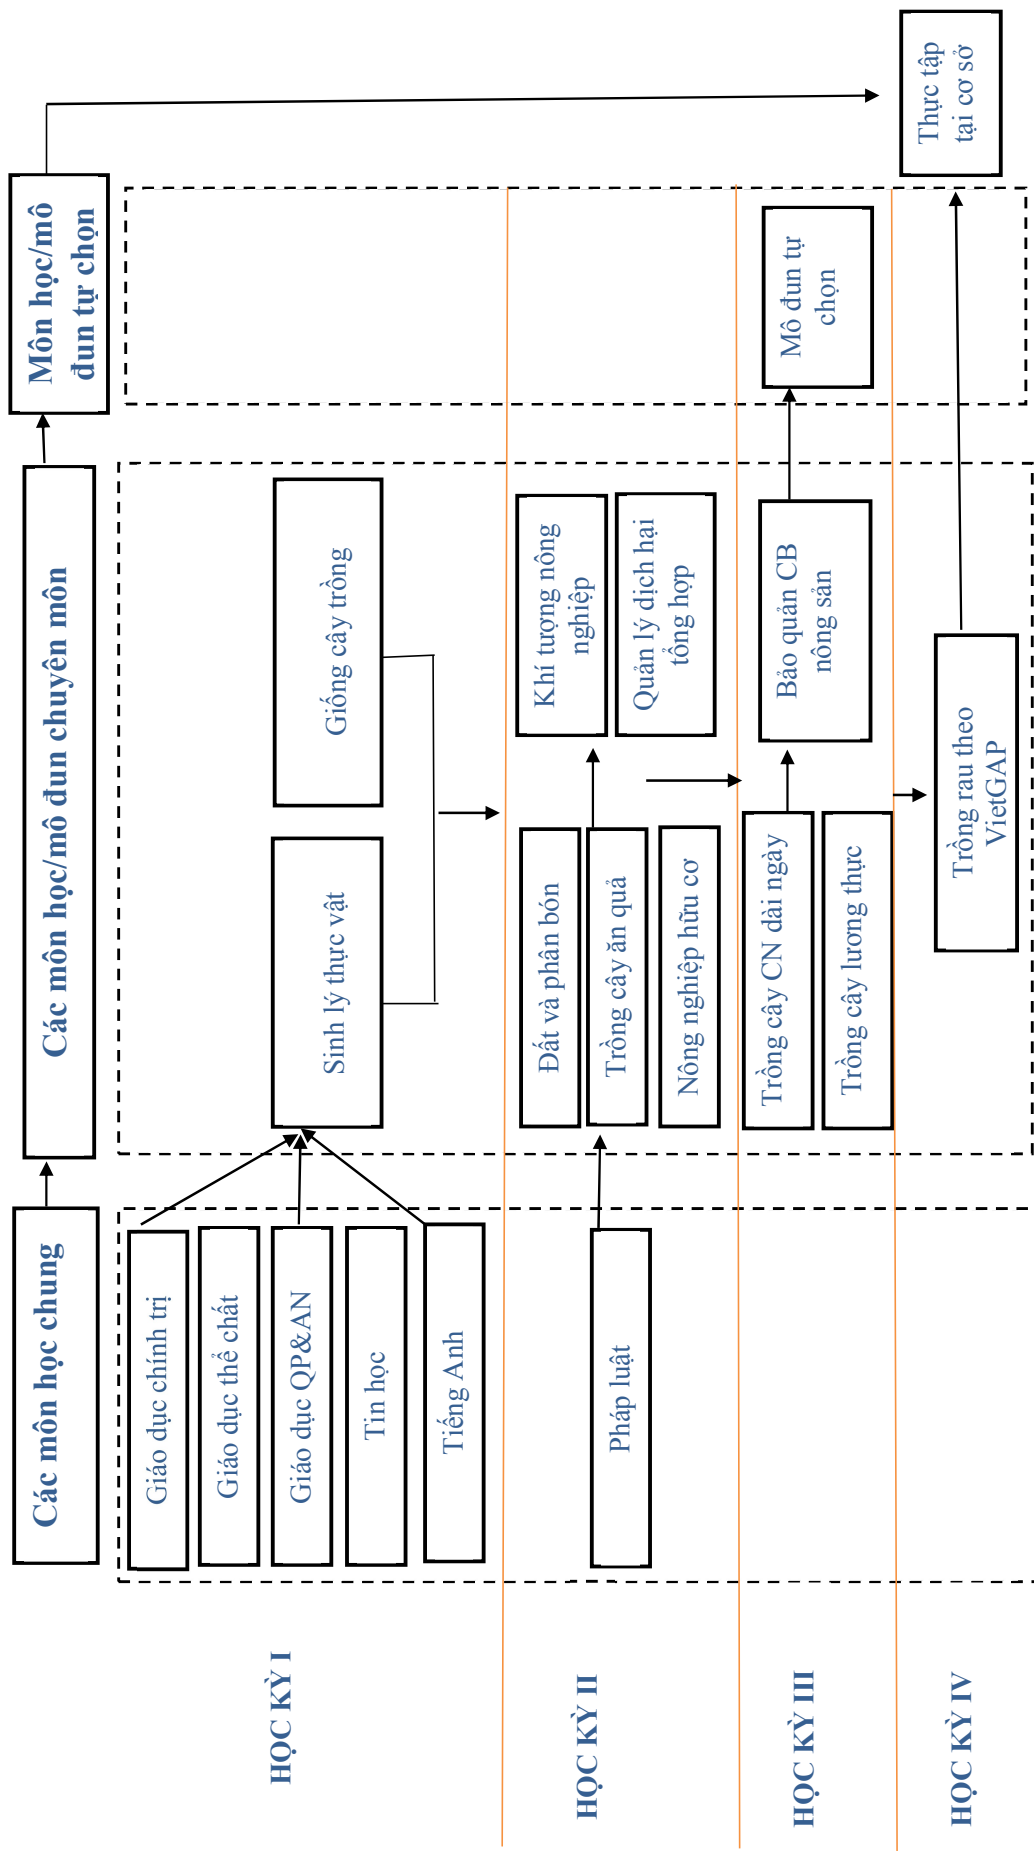 Các môn học chung
Các môn học/mô đun chuyên môn
Môn học/mô
đun tự chọn
HỌC KỲ I
Giáo dục chính trị
Giáo dục thể chất
Giáo dục QP&AN
Tin học
Tiếng Anh
Sinh lý thực vật
Giống cây trồng
HỌC KỲ II
Pháp luật
Đất và phân bón
Trồng cây ăn quả
Nông nghiệp hữu cơ
Khí tượng nông
nghiệp
Quản lý dịch hại
tổng hợp
HỌC KỲ III
Trồng cây CN dài ngày
Trồng cây lương thực
Bảo quản CB
nông sản
Mô đun tự
chọn
HỌC KỲ IV
Trồng rau theo
VietGAP
Thực tập
tại cơ sở